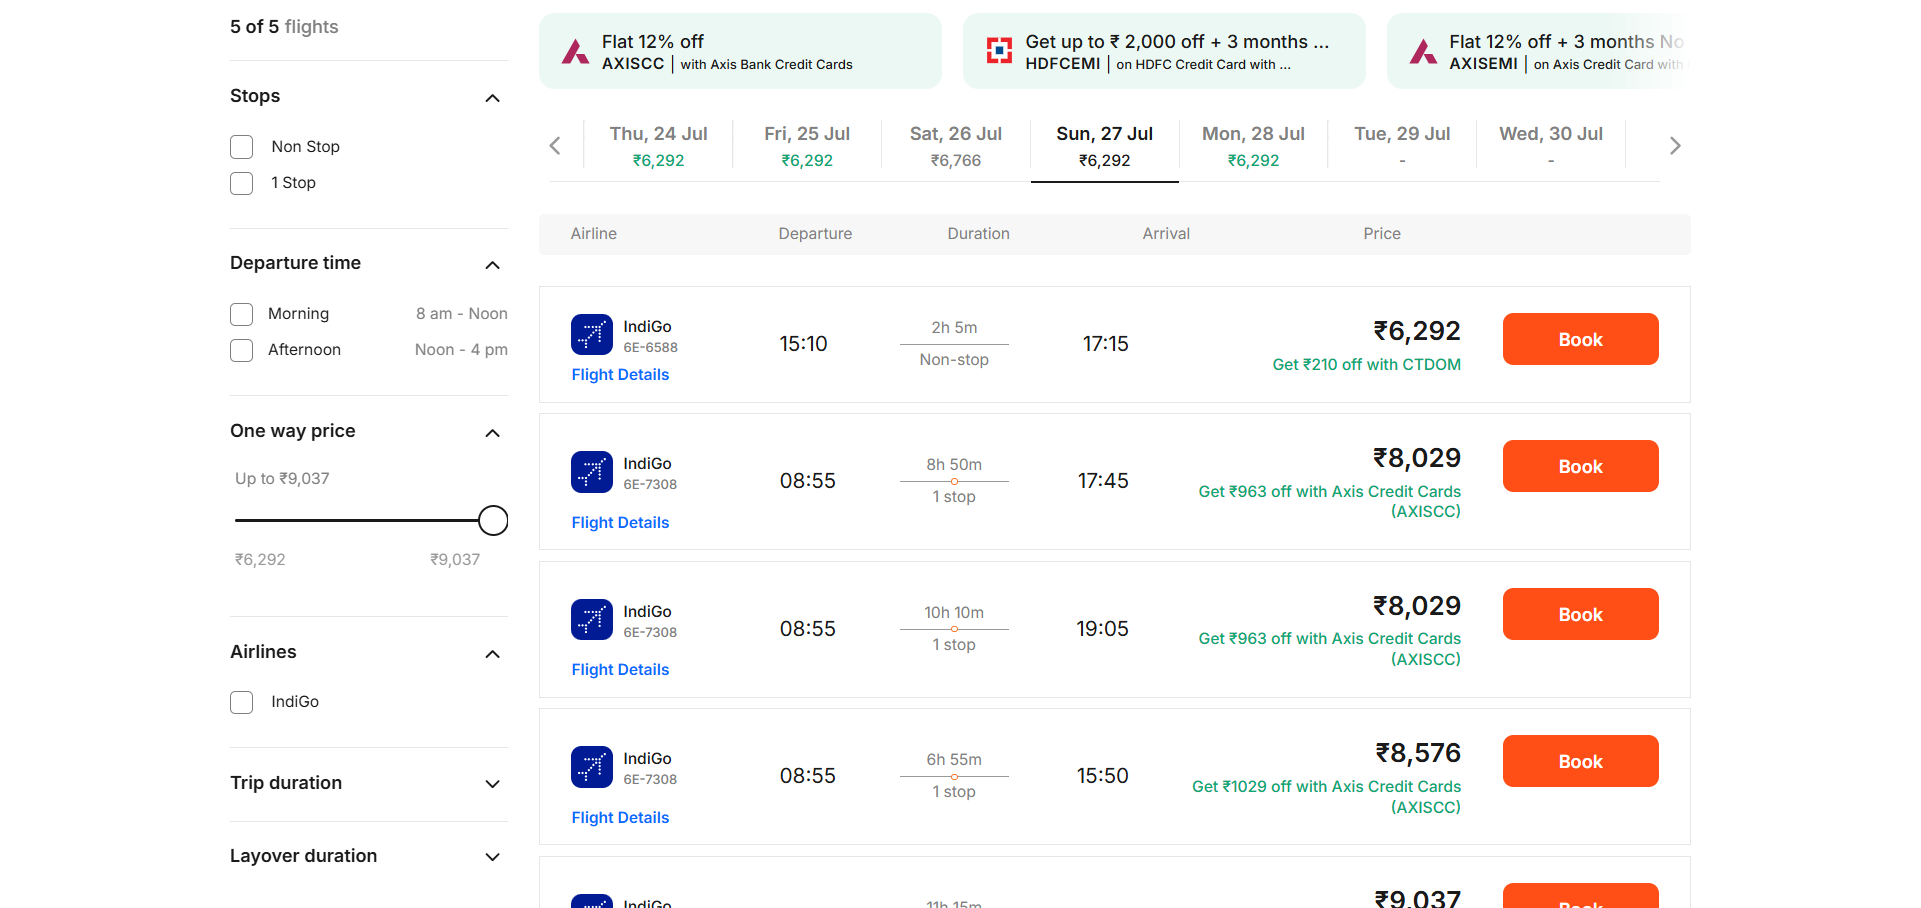 5 of 5 flights
Stops
Non Stop
1 Stop
Departure time
Morning 8 am - Noon
Afternoon Noon - 4 pm
One way price
Up to ₹9,037
₹6,292 ₹9,037
Airlines
IndiGo
Trip duration
Layover duration
Flat 12% off
AXISCC | with Axis Bank Credit Cards
Get up to ₹ 2,000 off + 3 months ...
HDFCEMI | on HDFC Credit Card with ...
Flat 12% off + 3 months No
AXISEMI | on Axis Credit Card with
Thu, 24 Jul
₹6,292
Fri, 25 Jul
₹6,292
Sat, 26 Jul
₹6,766
Sun, 27 Jul
₹6,292
Mon, 28 Jul
₹6,292
Tue, 29 Jul
-
Wed, 30 Jul
-
Airline Departure Duration Arrival Price
IndiGo
6E-6588
Flight Details
15:10
2h 5m
Non-stop
17:15
₹6,292
Get ₹210 off with CTDOM
Book
IndiGo
6E-7308
Flight Details
08:55
8h 50m
1 stop
17:45
₹8,029
Get ₹963 off with Axis Credit Cards
(AXISCC)
Book
IndiGo
6E-7308
Flight Details
08:55
10h 10m
1 stop
19:05
₹8,029
Get ₹963 off with Axis Credit Cards
(AXISCC)
Book
IndiGo
6E-7308
Flight Details
08:55
6h 55m
1 stop
15:50
₹8,576
Get ₹1029 off with Axis Credit Cards
(AXISCC)
Book
IndiGo
11h 15m
₹9,037
Book